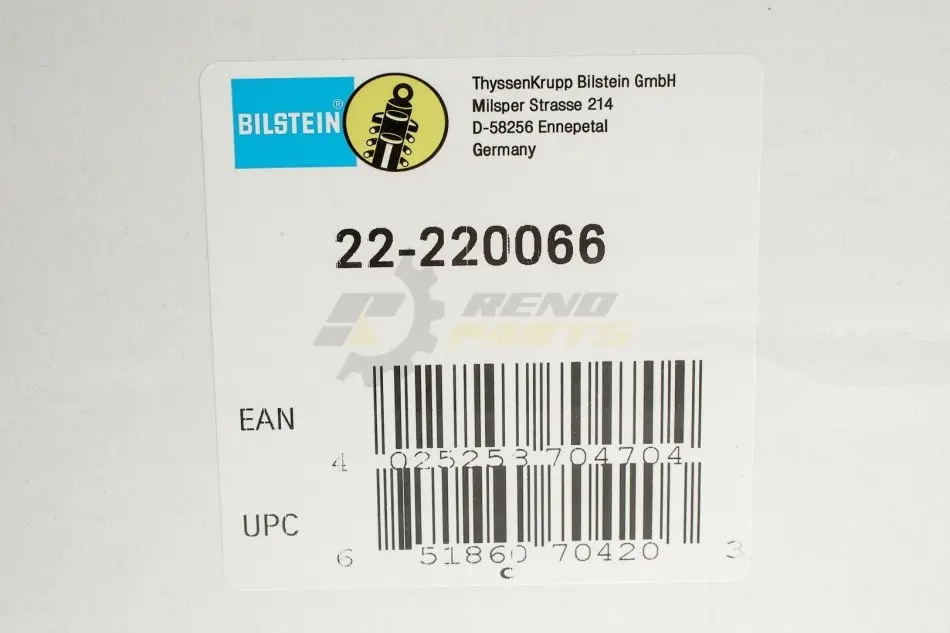 BILSTEIN®
ThyssenKrupp Bilstein GmbH
Milsper Strasse 214
D-58256 Ennepetal
Germany
22-220066
RENO
PARTS
EAN
4 025258 704704
UPC
6 51860 70420 3
C